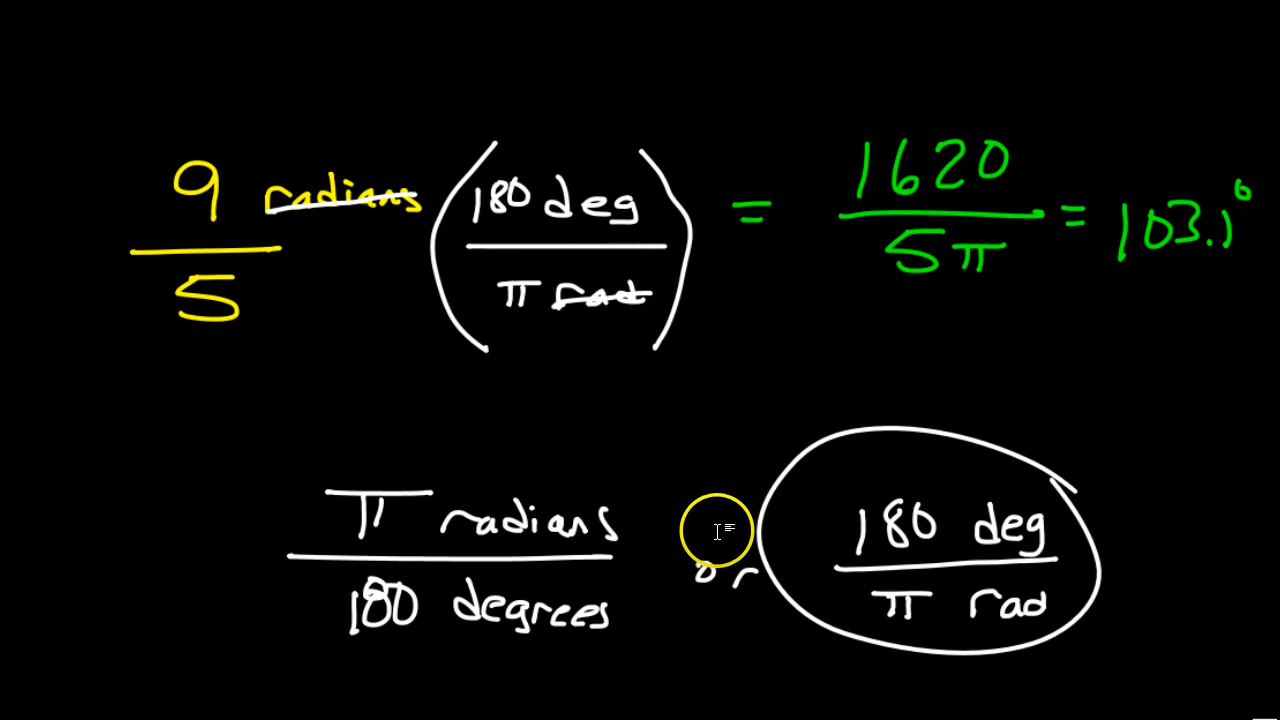 9/5 radians (180 deg/π rad) = 1620/5π = 103.1°
π radians/180 degrees or 180 deg/π rad